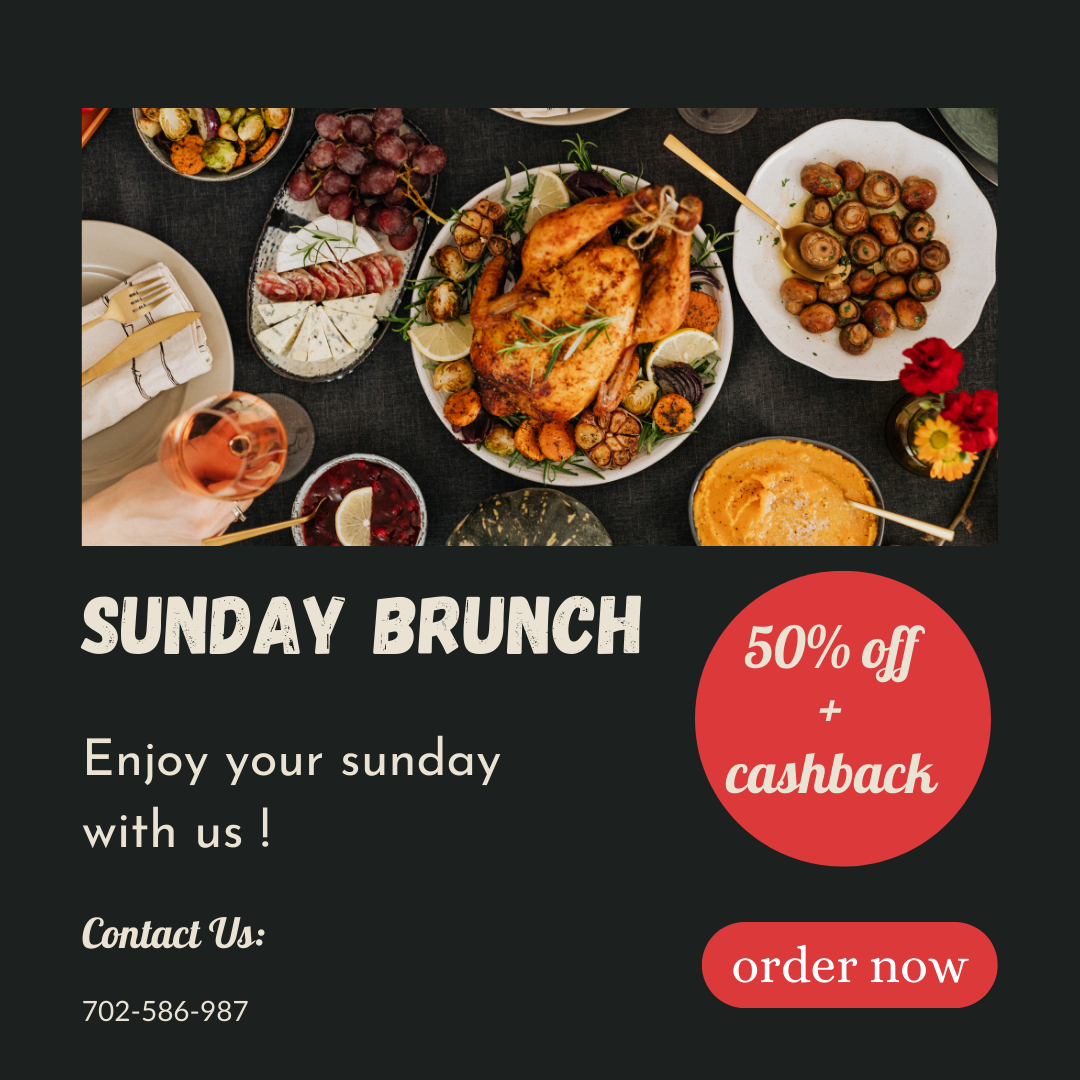 SUNDAY BRUNCH
50% off
+
cashback
Enjoy your sunday
with us !
Contact Us:
702-586-987
order now